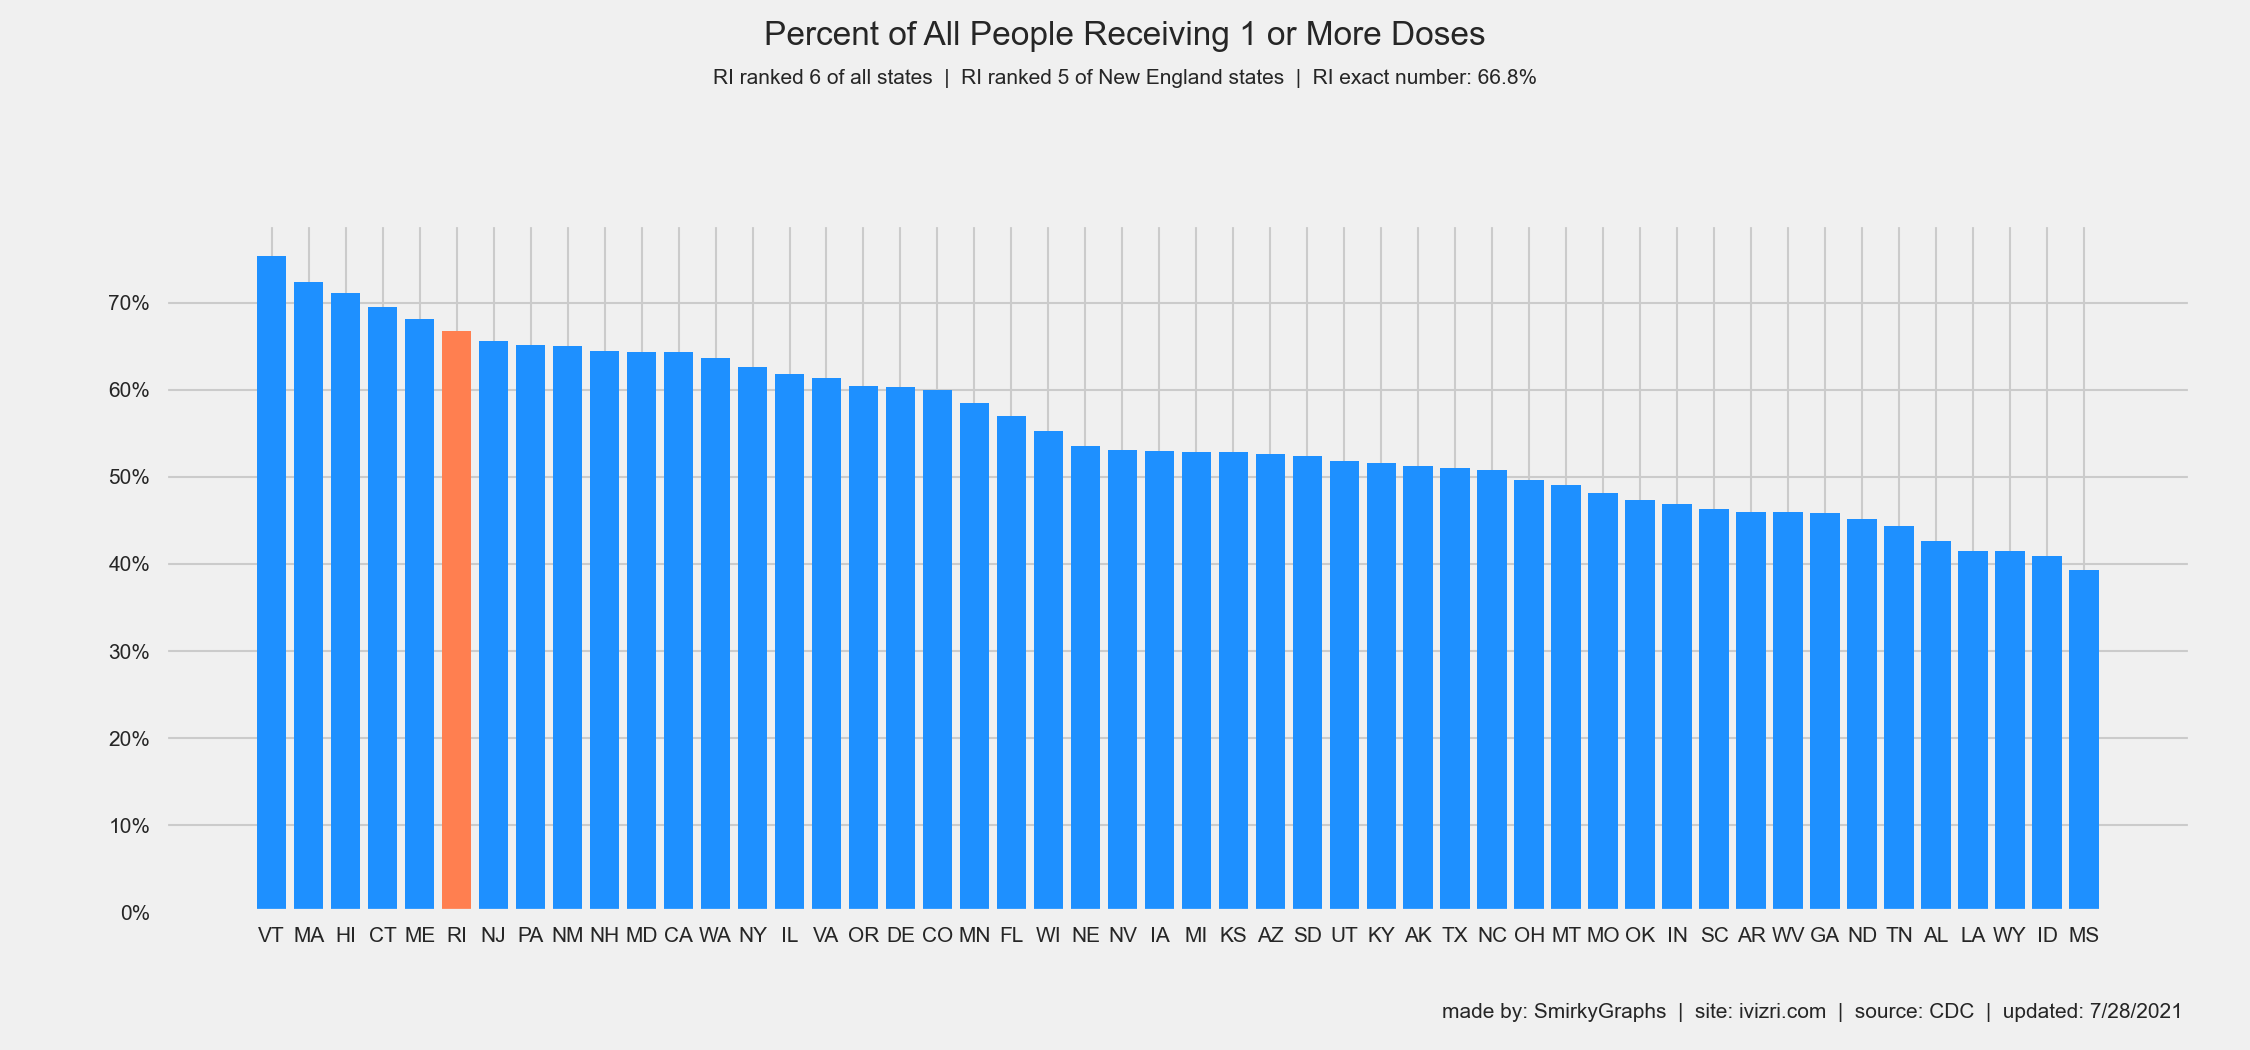 Percent of All People Receiving 1 or More Doses
RI ranked 6 of all states | RI ranked 5 of New England states | RI exact number: 66.8%
70%
60%
50%
40%
30%
20%
10%
0%
VT MA HI CT ME RI NJ PA NM NH MD CA WA NY IL VA OR DE CO MN FL WI NE NV IA MI KS AZ SD UT KY AK TX NC OH MT MO OK IN SC AR WV GA ND TN AL LA WY ID MS
made by: SmirkyGraphs | site: ivizri.com | source: CDC | updated: 7/28/2021